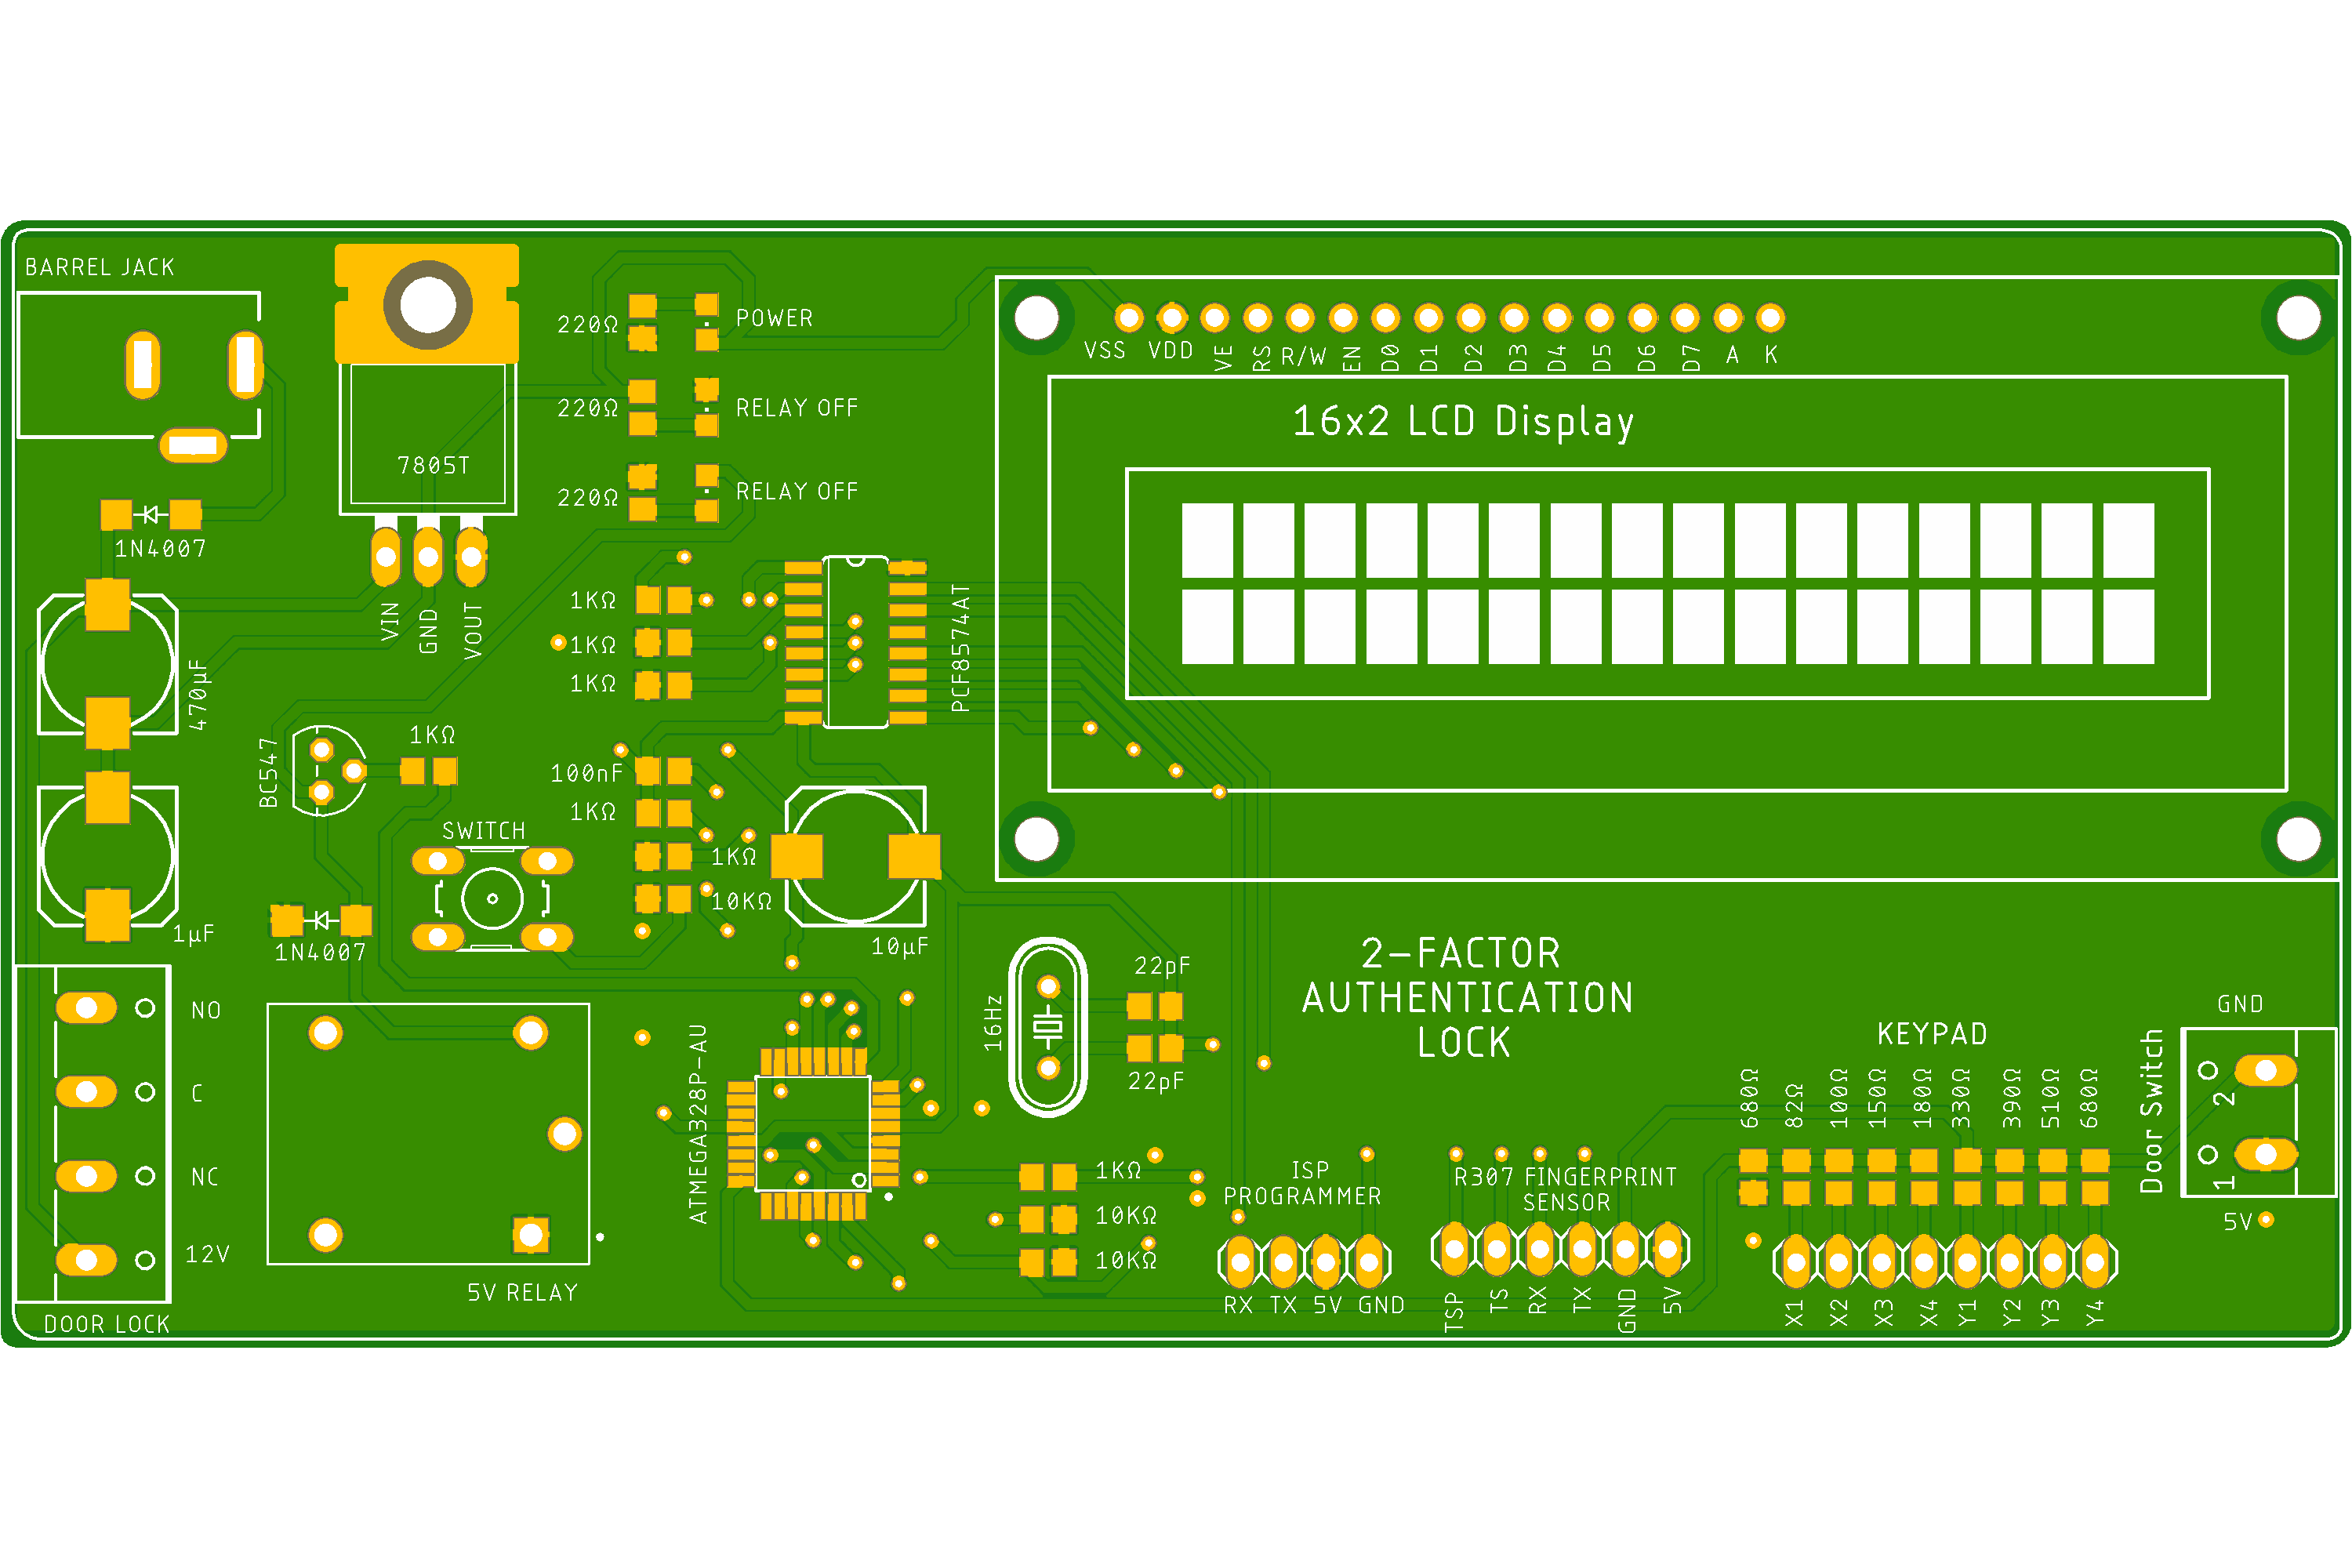 BARREL JACK
220Ω
POWER
VSS VDD VE RS R/W EN D0 D1 D2 D3 D4 D5 D6 D7 A K
220Ω
RELAY OFF
16x2 LCD Display
7805T
220Ω
RELAY OFF
1N4007
VIN
GND
VOUT
1KΩ
1KΩ
1KΩ
PCF8574AT
470µF
BC547
1KΩ
100nF
1KΩ
SWITCH
1KΩ
10KΩ
1µF
1N4007
10µF
2-FACTOR
AUTHENTICATION
LOCK
22pF
16Hz
22pF
NO
C
NC
12V
DOOR LOCK
5V RELAY
ATMEGA328P-AU
1KΩ
10KΩ
10KΩ
ISP
PROGRAMMER
RX TX 5V GND
R307 FINGERPRINT
SENSOR
TSP TS RX TX GND 5V
KEYPAD
680Ω 82Ω 100Ω 150Ω 180Ω 330Ω 390Ω 510Ω 680Ω
X1 X2 X3 X4 Y1 Y2 Y3 Y4
Door Switch
GND
2
1
5V